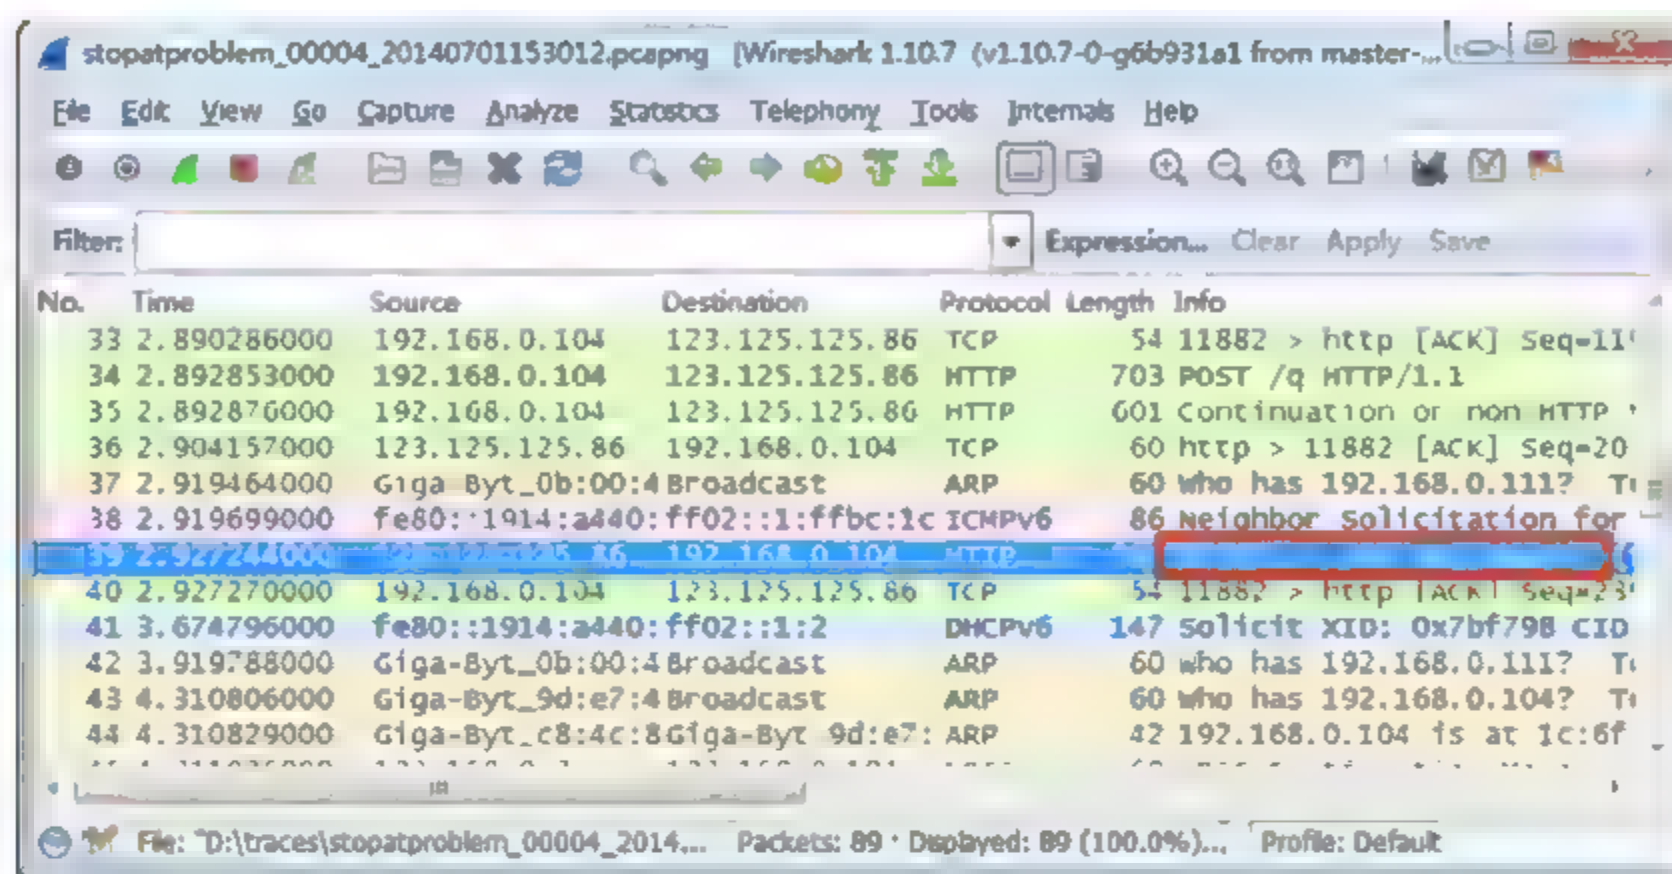 stopatproblem_00004_20140701153012.pcapng [Wireshark 1.10.7 (v1.10.7-0-g6b931a1 from master-...
File Edit View Go Capture Analyze Statistics Telephony Tools Internals Help
Filter: Expression... Clear Apply Save
No. Time Source Destination Protocol Length Info
33 2.890286000 192.168.0.104 123.125.125.86 TCP 54 11882 > http [ACK] Seq=11
34 2.892853000 192.168.0.104 123.125.125.86 HTTP 703 POST /q HTTP/1.1
35 2.892876000 192.168.0.104 123.125.125.86 HTTP 601 Continuation or non HTTP
36 2.904157000 123.125.125.86 192.168.0.104 TCP 60 http > 11882 [ACK] Seq=20
37 2.919464000 Giga Byt_0b:00:4 Broadcast ARP 60 Who has 192.168.0.111?
38 2.919699000 fe80::1914:a440: ff02::1:ffbc:1c ICMPv6 86 Neighbor Solicitation for
39 2.927244000 192.168.0.104 HTTP
40 2.927270000 192.168.0.104 123.125.125.86 TCP 54 11882 > http [ACK] Seq=23
41 3.674796000 fe80::1914:a440: ff02::1:2 DHCPv6 147 Solicit XID: 0x7bf798 CID
42 3.919788000 Giga-Byt_0b:00:4 Broadcast ARP 60 who has 192.168.0.111?
43 4.310806000 Giga-Byt_9d:e7:4 Broadcast ARP 60 Who has 192.168.0.104?
44 4.310829000 Giga-Byt_c8:4c:8 Giga-Byt 9d:e7: ARP 42 192.168.0.104 is at 1c:6f
File: "D:\traces\stopatproblem_00004_2014... Packets: 89 · Displayed: 89 (100.0%)... Profile: Default